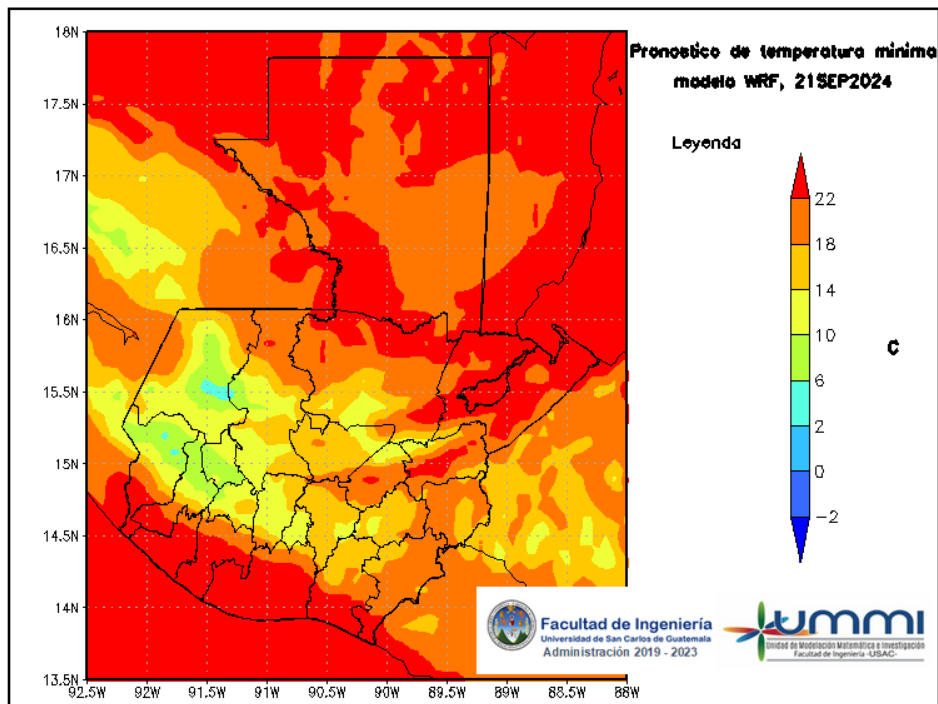 Pronostico de temperatura minima
modelo WRF, 21SEP2024
Leyenda
22
18
14
10
6
2
0
−2
C
18N
17.5N
17N
16.5N
16N
15.5N
15N
14.5N
14N
13.5N
92.5W 92W 91.5W 91W 90.5W 90W 89.5W 89W 88.5W 88W
Facultad de Ingeniería
Universidad de San Carlos de Guatemala
Administración 2019 - 2023
ummi
Unidad de Modelación Matemática e Investigación
Facultad de Ingeniería -USAC-